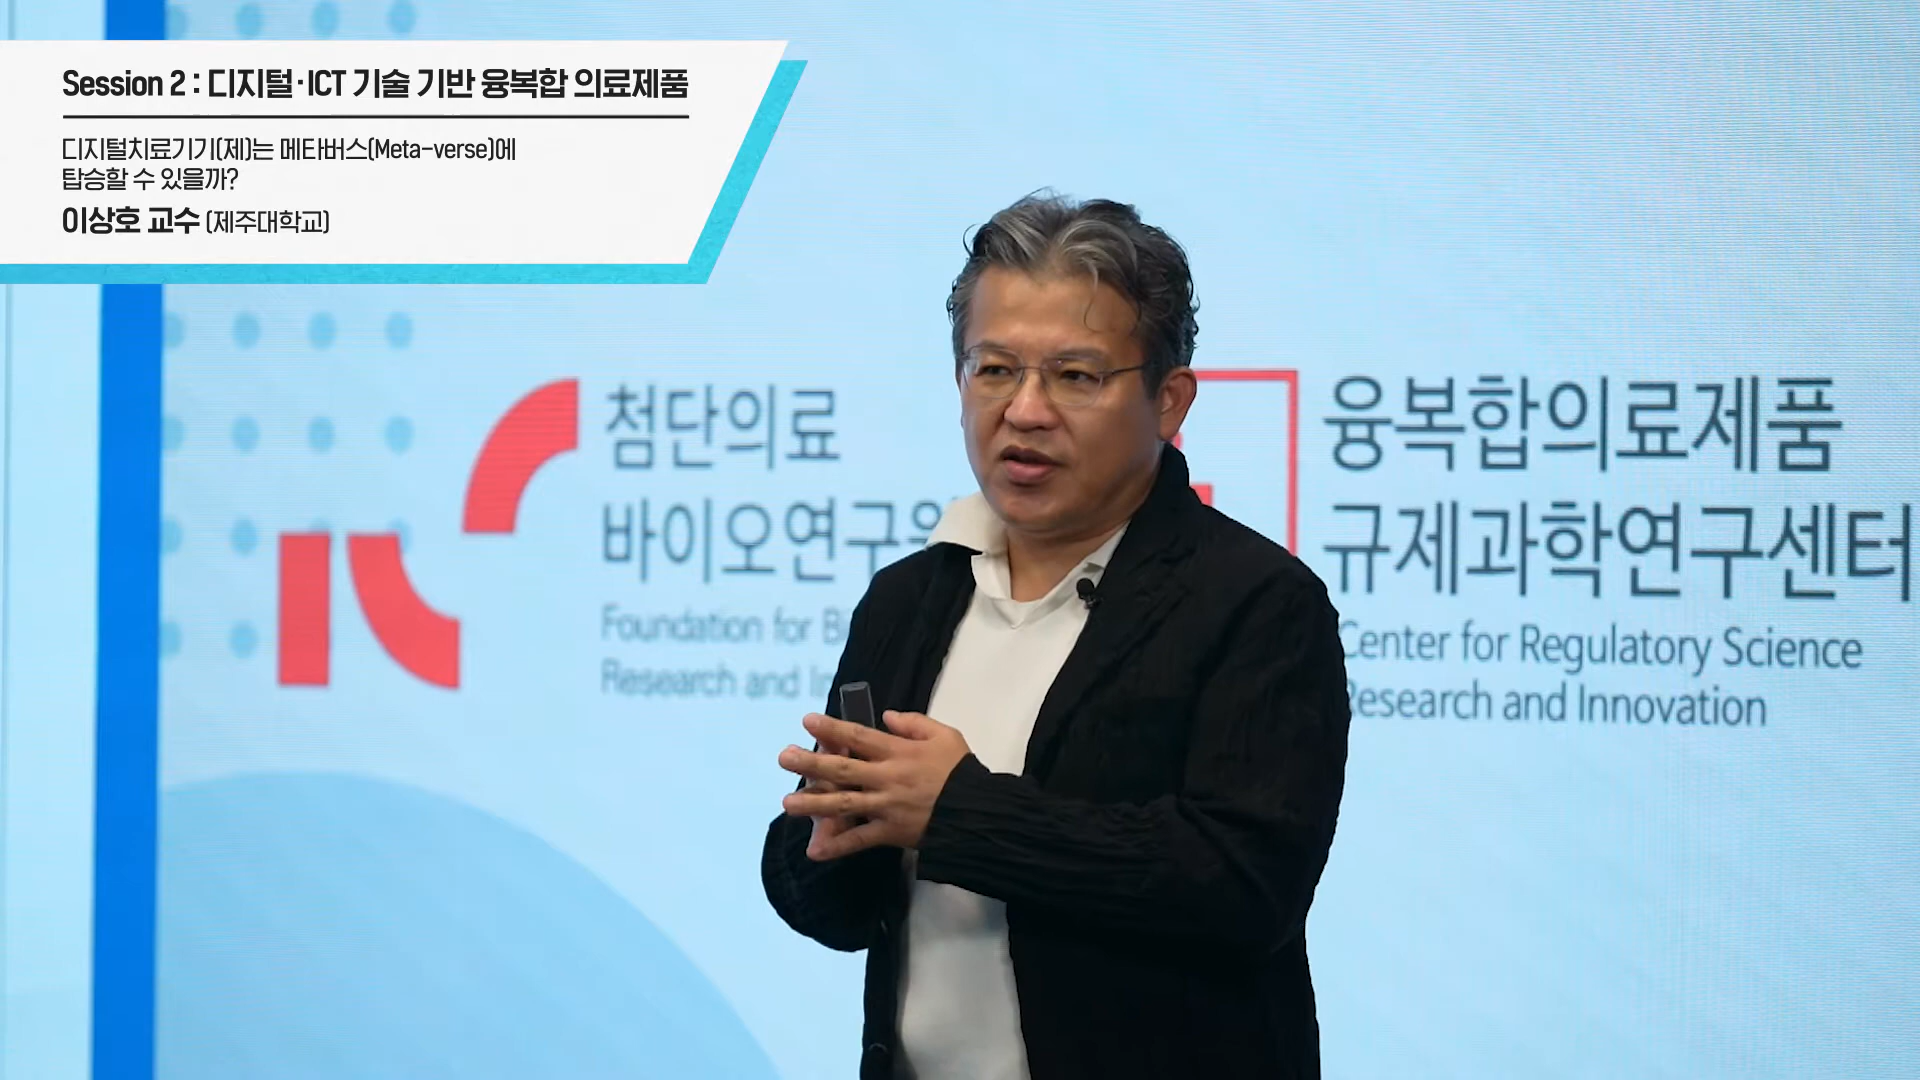 Session 2 : 디지털·ICT 기술 기반 융복합 의료제품
디지털치료기기(제)는 메타버스(Meta-verse)에
탑승할 수 있을까?
이상호 교수 (제주대학교)
첨단의료
바이오연구원
Foundation for
Research and
융복합의료제품
규제과학연구센터
Center for Regulatory Science
Research and Innovation